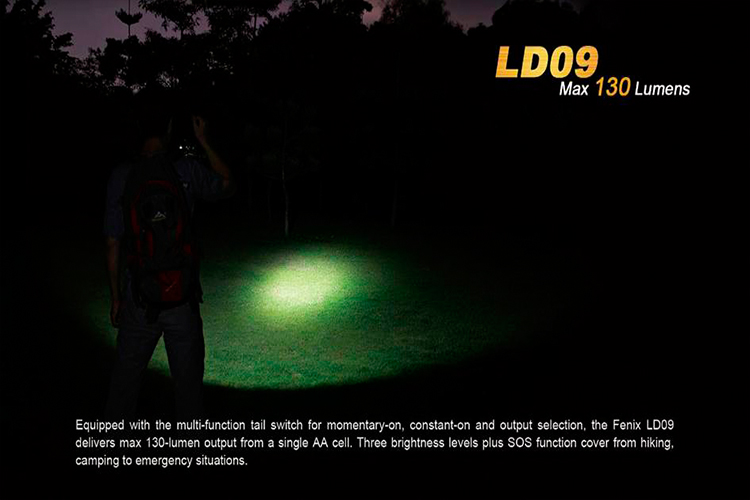 LD09
Max 130 Lumens
Equipped with the multi-function tail switch for momentary-on, constant-on and output selection, the Fenix LD09
delivers max 130-lumen output from a single AA cell. Three brightness levels plus SOS function cover from hiking,
camping to emergency situations.